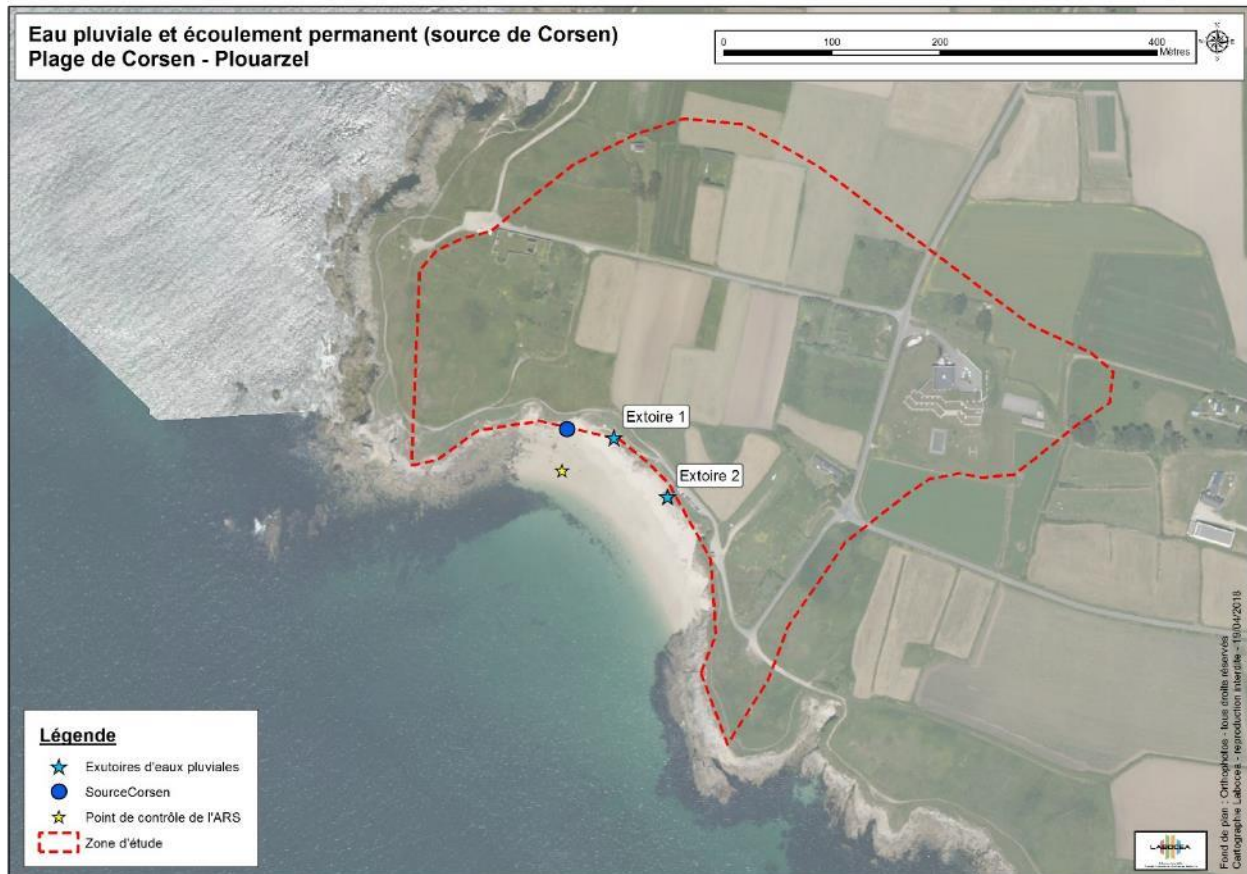 Eau pluviale et écoulement permanent (source de Corsen)
Plage de Corsen - Plouarzel
0 100 200 400
Mètres
N
E
S
Extoire 1
Extoire 2
Légende
Exutoires d'eaux pluviales
SourceCorsen
Point de contrôle de l'ARS
Zone d'étude
LABOCEA
Fond de plan : Orthophotos - tous droits réservés
Cartographie Labocea - reproduction interdite - 19/04/2018